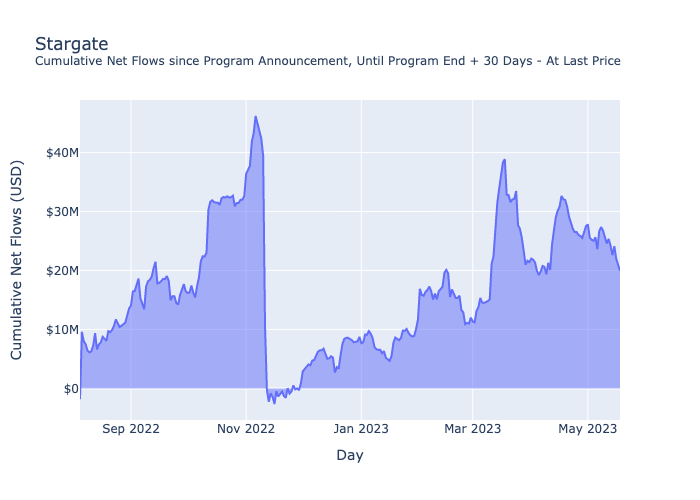 Stargate
Cumulative Net Flows since Program Announcement, Until Program End + 30 Days - At Last Price
Cumulative Net Flows (USD)
$40M
$30M
$20M
$10M
$0
Sep 2022
Nov 2022
Jan 2023
Mar 2023
May 2023
Day